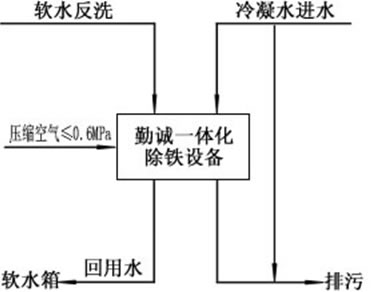 软水反洗
冷凝水进水
压缩空气≤0.6MPa
勤诚一体化
除铁设备
回用水
软水箱
排污